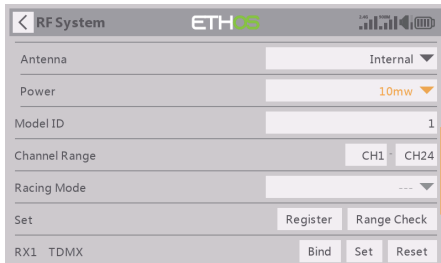 RF System ETHOS
Antenna Internal
Power 10mw
Model ID 1
Channel Range CH1 - CH24
Racing Mode ---
Set Register Range Check
RX1 TDMX Bind Set Reset